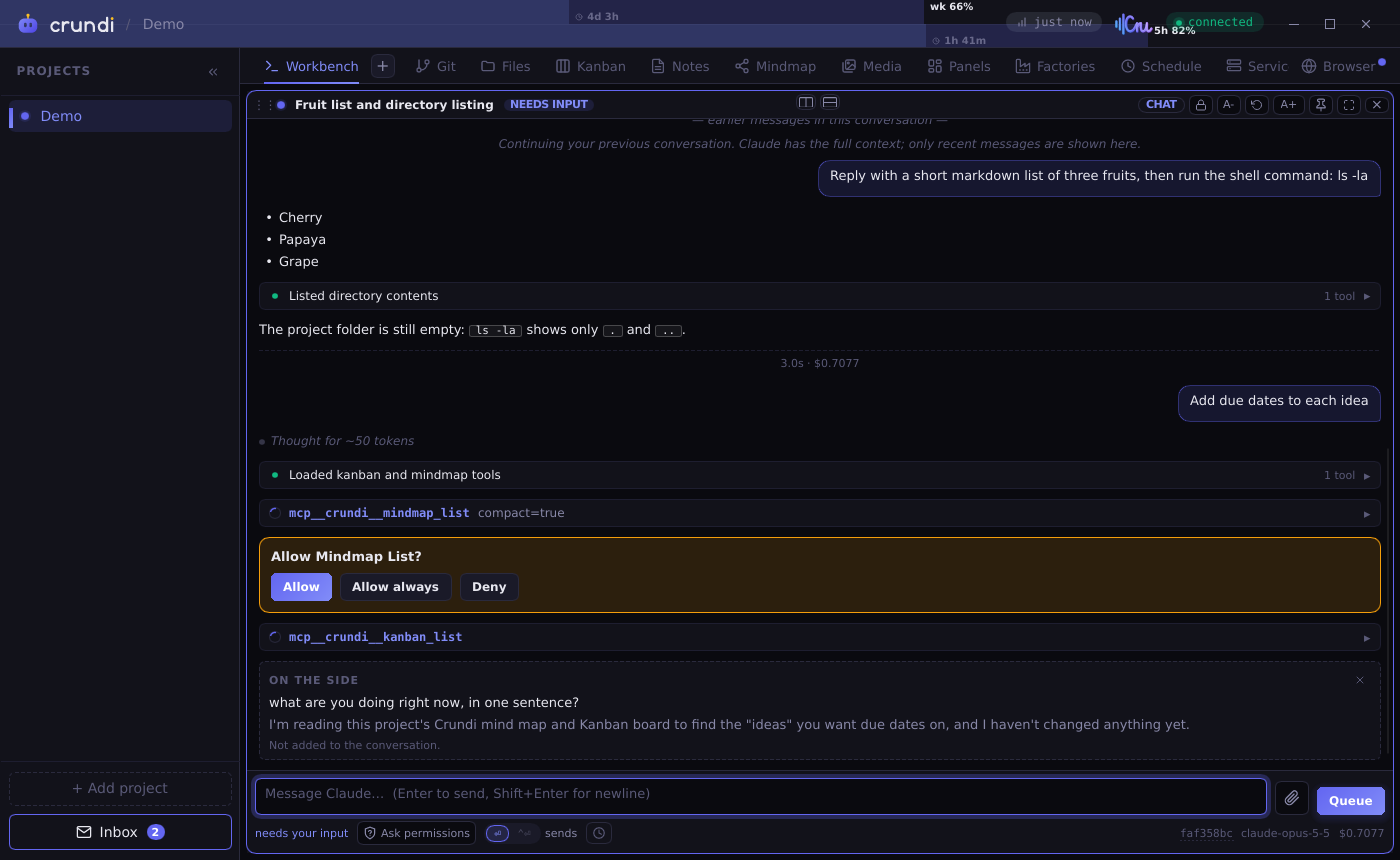 crundi / Demo
4d 3h
wk 66%
1h 41m
just now
Cru
5h 82%
connected
PROJECTS
«
Demo
+ Add project
Inbox 2
Workbench
+
Git
Files
Kanban
Notes
Mindmap
Media
Panels
Factories
Schedule
Servic
Browser
Fruit list and directory listing NEEDS INPUT
CHAT A- A+
— earlier messages in this conversation —
Continuing your previous conversation. Claude has the full context; only recent messages are shown here.
Reply with a short markdown list of three fruits, then run the shell command: ls -la
• Cherry
• Papaya
• Grape
Listed directory contents 1 tool ▶
The project folder is still empty: ls -la shows only . and .. .
3.0s · $0.7077
Add due dates to each idea
Thought for ~50 tokens
Loaded kanban and mindmap tools 1 tool ▶
mcp__crundi__mindmap_list compact=true ▶
Allow Mindmap List?
Allow Allow always Deny
mcp__crundi__kanban_list ▶
ON THE SIDE
what are you doing right now, in one sentence?
I'm reading this project's Crundi mind map and Kanban board to find the "ideas" you want due dates on, and I haven't changed anything yet.
Not added to the conversation.
Message Claude... (Enter to send, Shift+Enter for newline)
Queue
needs your input Ask permissions ⏎ ^⏎ sends
faf358bc claude-opus-5-5 $0.7077